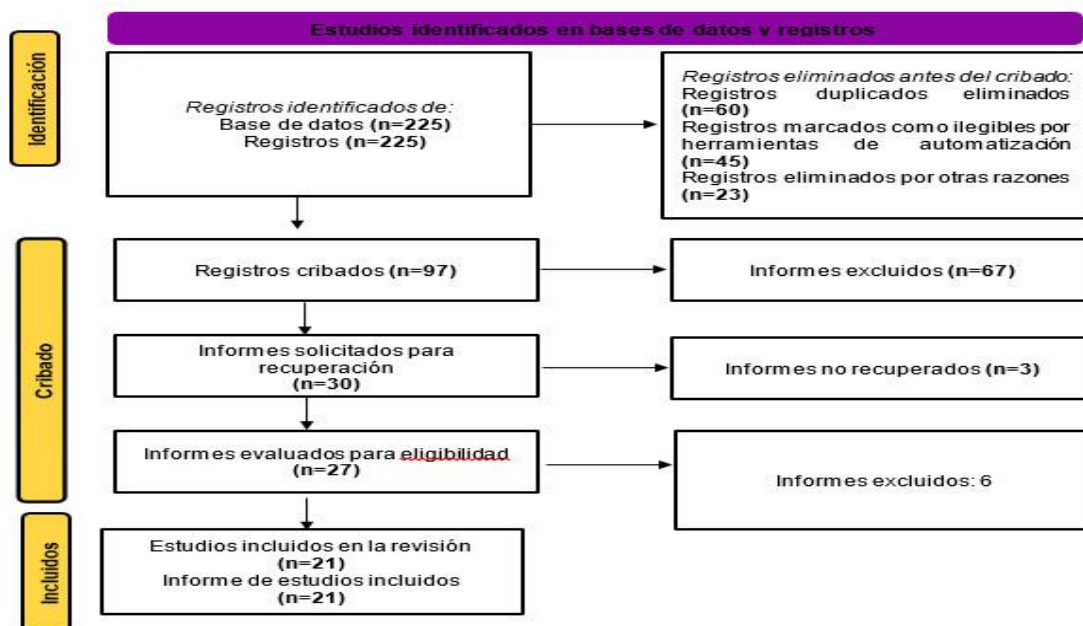 Estudios identificados en bases de datos y registros
Identificación
Registros identificados de:
Base de datos (n=225)
Registros (n=225)
Registros eliminados antes del cribado:
Registros duplicados eliminados
(n=60)
Registros marcados como ilegibles por
herramientas de automatización
(n=45)
Registros eliminados por otras razones
(n=23)
Cribado
Registros cribados (n=97)
Informes excluidos (n=67)
Informes solicitados para
recuperación
(n=30)
Informes no recuperados (n=3)
Informes evaluados para eligibilidad
(n=27)
Informes excluidos: 6
Incluidos
Estudios incluidos en la revisión
(n=21)
Informe de estudios incluidos
(n=21)